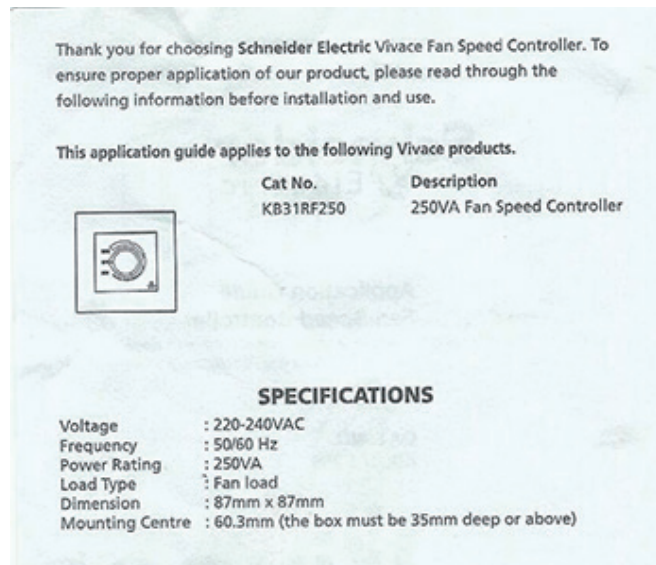 Thank you for choosing Schneider Electric Vivace Fan Speed Controller. To
ensure proper application of our product, please read through the
following information before installation and use.
This application guide applies to the following Vivace products.
Cat No. Description
KB31RF250 250VA Fan Speed Controller
SPECIFICATIONS
Voltage : 220-240VAC
Frequency : 50/60 Hz
Power Rating : 250VA
Load Type : Fan load
Dimension : 87mm x 87mm
Mounting Centre : 60.3mm (the box must be 35mm deep or above)